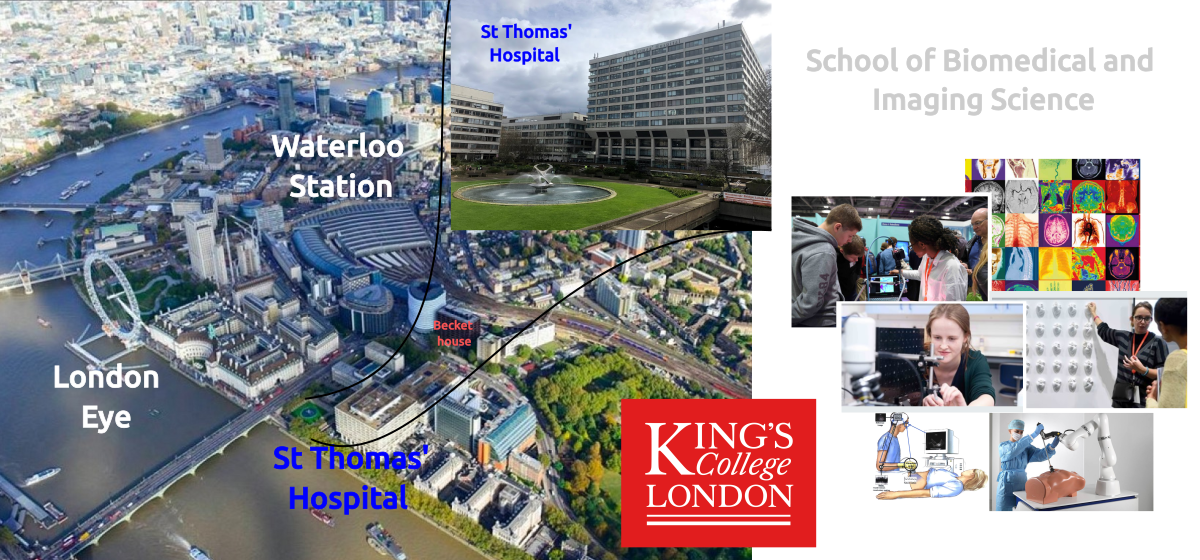 St Thomas'
Hospital
School of Biomedical and
Imaging Science
Waterloo
Station
Becket
house
London
Eye
St Thomas'
Hospital
KING'S
College
LONDON